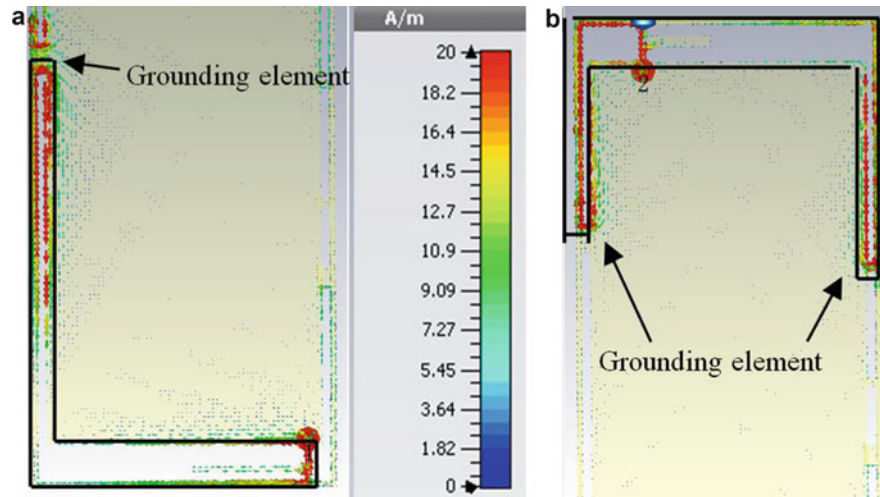 a
Grounding element
A/m
20
18.2
16.4
14.5
12.7
10.9
9.09
7.27
5.45
3.64
1.82
0
b
2
Grounding element